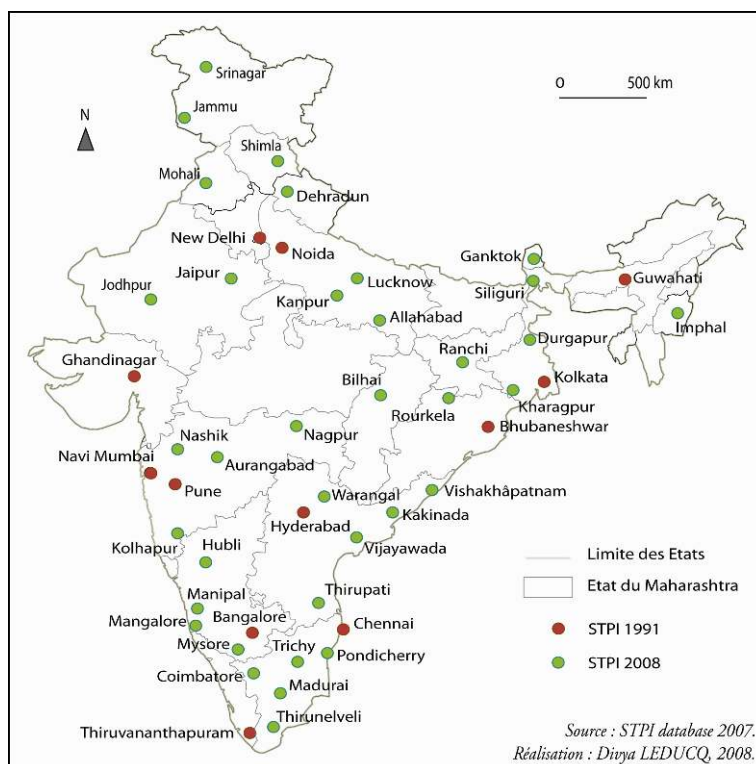 Srinagar
O 500 km
Jammu
N
Shimla
Mohali
Dehradun
New Delhi
Noida
Ganktok
Jaipur
Lucknow
Guwahati
Jodhpur
Kanpur
Siliguri
Allahabad
Imphal
Durgapur
Ranchi
Ghandinagar
Kolkata
Bilhai
Kharagpur
Rourkela
Nashik
Nagpur
Bhubaneshwar
Navi Mumbai
Aurangabad
Pune
Warangal
Vishakhâpatnam
Hyderabad
Kakinada
Kolhapur
Hubli
Vijayawada
Limite des Etats
Manipal
Thirupati
Etat du Maharashtra
Mangalore
Bangalore
Chennai
STPI 1991
Mysore
Trichy
Pondicherry
STPI 2008
Coimbatore
Madurai
Thirunelveli
Thiruvananthapuram
Source : STPI database 2007.
Réalisation : Divya LEDUCQ, 2008.